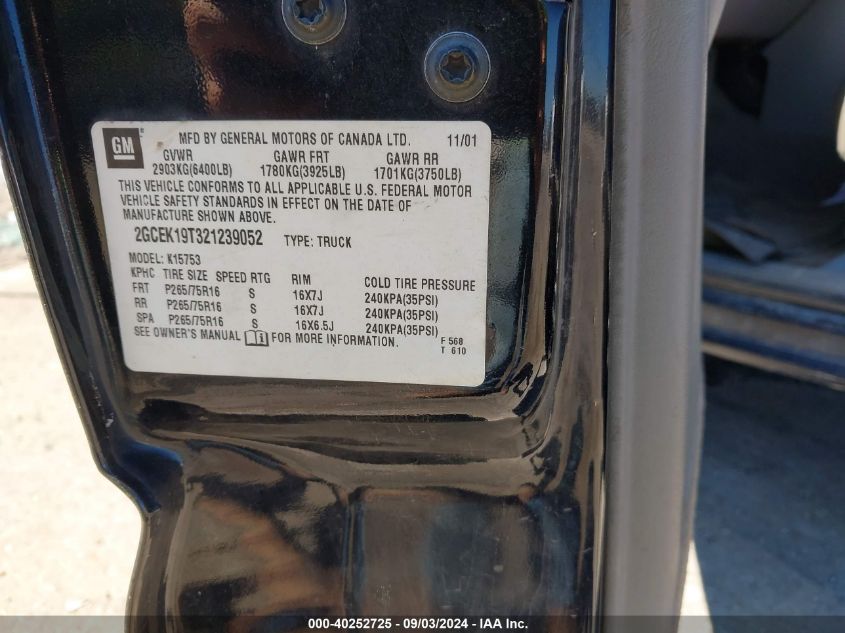 GM MFD BY GENERAL MOTORS OF CANADA LTD. 11/01
GVWR GAWR FRT GAWR RR
2903KG(6400LB) 1780KG(3925LB) 1701KG(3750LB)
THIS VEHICLE CONFORMS TO ALL APPLICABLE U.S. FEDERAL MOTOR
VEHICLE SAFETY STANDARDS IN EFFECT ON THE DATE OF
MANUFACTURE SHOWN ABOVE.
2GCEK19T321239052 TYPE: TRUCK
MODEL: K15753
KPHC TIRE SIZE SPEED RTG RIM COLD TIRE PRESSURE
FRT P265/75R16 S 16X7J 240KPA(35PSI)
RR P265/75R16 S 16X7J 240KPA(35PSI)
SPA P265/75R16 S 16X6.5J 240KPA(35PSI)
SEE OWNER'S MANUAL FOR MORE INFORMATION.
F 568
T 610
000-40252725 - 09/03/2024 - IAA Inc.